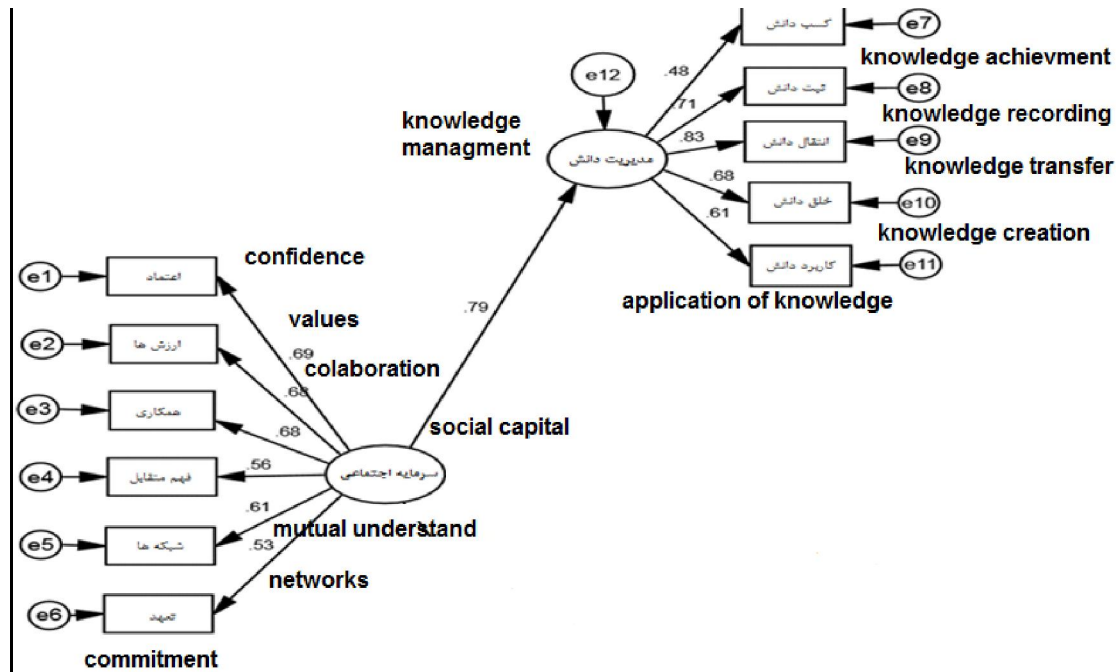 کسب دانش
e7
knowledge achievment
.48
e12
ثبت دانش
e8
.71
knowledge recording
knowledge
managment
.83
انتقال دانش
e9
مدیریت دانش
knowledge transfer
.68
خلق دانش
e10
.61
knowledge creation
کاربرد دانش
e11
application of knowledge
.79
confidence
e1
اعتماد
values
e2
ارزش ها
.69
colaboration
.68
e3
همکاری
.68
social capital
e4
فهم متقابل
.56
سرمایه اجتماعی
.61
mutual understand
e5
شبکه ها
.53
networks
e6
تعهد
commitment